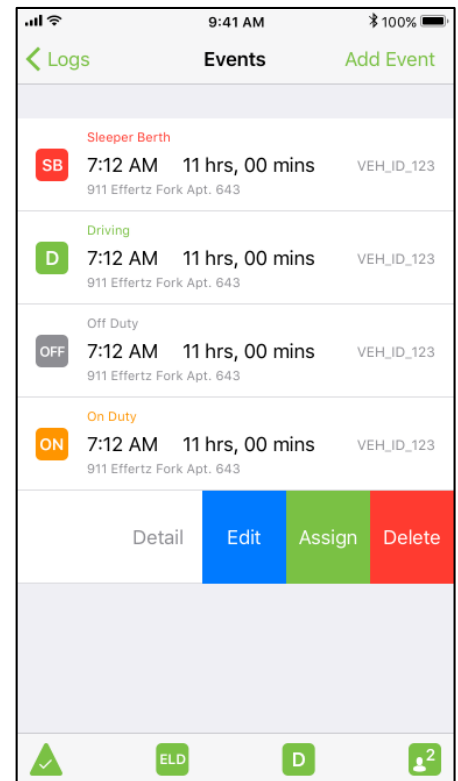 9:41 AM 100%
Logs Events Add Event
Sleeper Berth
SB 7:12 AM 11 hrs, 00 mins VEH_ID_123
911 Effertz Fork Apt. 643
Driving
D 7:12 AM 11 hrs, 00 mins VEH_ID_123
911 Effertz Fork Apt. 643
Off Duty
OFF 7:12 AM 11 hrs, 00 mins VEH_ID_123
911 Effertz Fork Apt. 643
On Duty
ON 7:12 AM 11 hrs, 00 mins VEH_ID_123
911 Effertz Fork Apt. 643
Detail Edit Assign Delete
ELD D 2